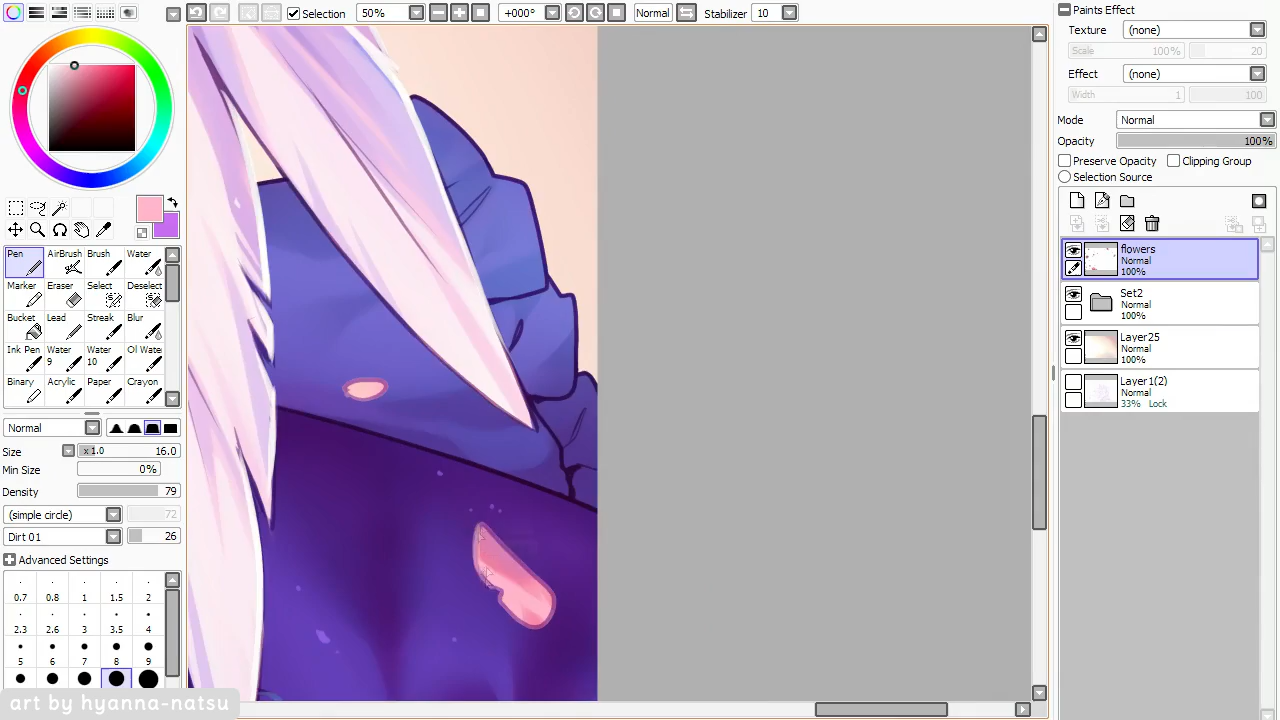 Selection 50% +000° Normal Stabilizer 10
Paints Effect
Texture (none)
Scale 100% 20
Effect (none)
Width 1 100
Mode Normal
Opacity 100%
Preserve Opacity Clipping Group
Selection Source
flowers
Normal
100%
Set2
Normal
100%
Layer25
Normal
100%
Layer1(2)
Normal
33% Lock
Pen AirBrush Brush Water
Marker Eraser Select Deselect
Bucket Lead Streak Blur
Ink Pen Water 9 Water 10 Oil Wate
Binary Acrylic Paper Crayon
Normal
Size x1.0 16.0
Min Size 0%
Density 79
(simple circle) 72
Dirt 01 26
Advanced Settings
0.7 0.8 1 1.5 2
2.3 2.6 3 3.5 4
5 6 7 8 9
art by hyanna-natsu